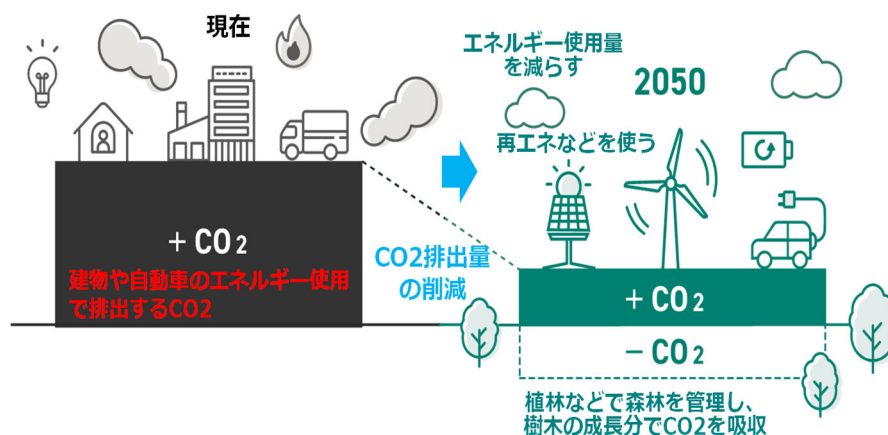 現在
+ CO2
建物や自動車のエネルギー使用
で排出するCO2
CO2排出量
の削減
エネルギー使用量
を減らす
2050
再エネなどを使う
+ CO2
− CO2
植林などで森林を管理し、
樹木の成長分でCO2を吸収